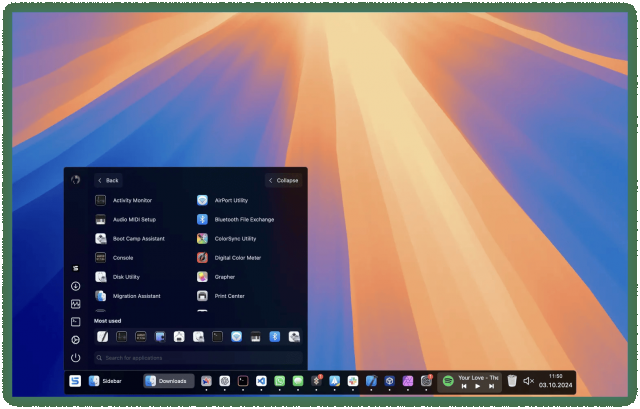 Back
Collapse
Activity Monitor
AirPort Utility
Audio MIDI Setup
Bluetooth File Exchange
Boot Camp Assistant
ColorSync Utility
Console
Digital Color Meter
Disk Utility
Grapher
Migration Assistant
Print Center
Most used
Search for applications
Sidebar
Downloads
Your Love - The
11:50
03.10.2024